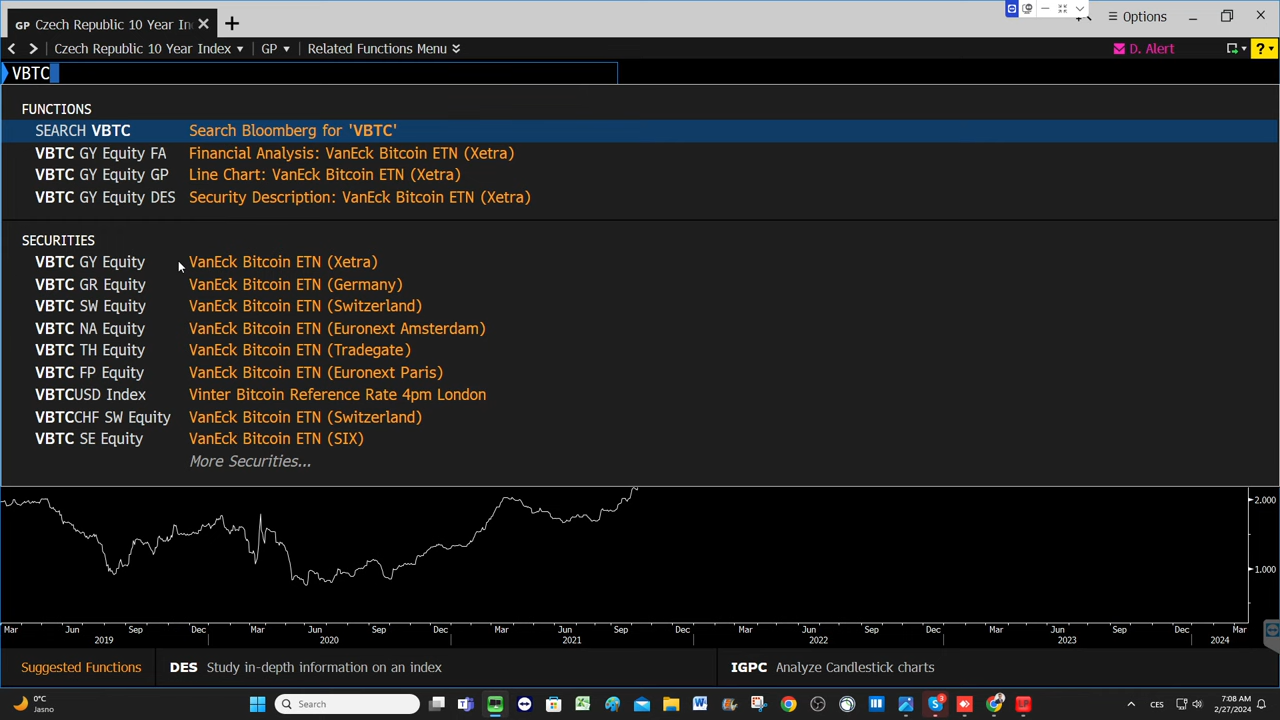 GP Czech Republic 10 Year In
Options
Czech Republic 10 Year Index GP Related Functions Menu D. Alert ?
VBTC
FUNCTIONS
SEARCH VBTC Search Bloomberg for 'VBTC'
VBTC GY Equity FA Financial Analysis: VanEck Bitcoin ETN (Xetra)
VBTC GY Equity GP Line Chart: VanEck Bitcoin ETN (Xetra)
VBTC GY Equity DES Security Description: VanEck Bitcoin ETN (Xetra)
SECURITIES
VBTC GY Equity VanEck Bitcoin ETN (Xetra)
VBTC GR Equity VanEck Bitcoin ETN (Germany)
VBTC SW Equity VanEck Bitcoin ETN (Switzerland)
VBTC NA Equity VanEck Bitcoin ETN (Euronext Amsterdam)
VBTC TH Equity VanEck Bitcoin ETN (Tradegate)
VBTC FP Equity VanEck Bitcoin ETN (Euronext Paris)
VBTCUSD Index Vinter Bitcoin Reference Rate 4pm London
VBTCCHF SW Equity VanEck Bitcoin ETN (Switzerland)
VBTC SE Equity VanEck Bitcoin ETN (SIX)
More Securities...
2.000
1.000
Mar Jun Sep Dec Mar Jun Sep Dec Mar Jun Sep Dec Mar Jun Sep Dec Mar Jun Sep Dec Mar
2019 2020 2021 2022 2023 2024
Suggested Functions DES Study in-depth information on an index IGPC Analyze Candlestick charts
0°C
Jasno
Search
CES
7:08 AM
2/27/2024